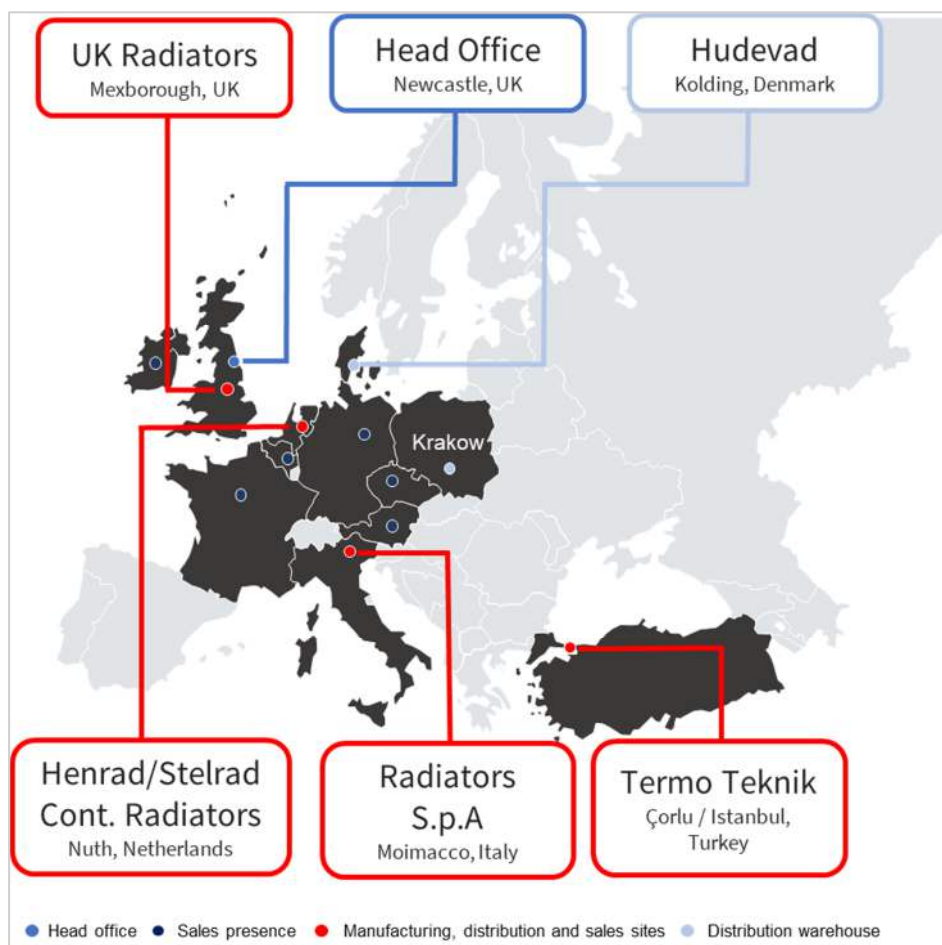 UK Radiators
Mexborough, UK
Head Office
Newcastle, UK
Hudevad
Kolding, Denmark
Krakow
Henrad/Stelrad
Cont. Radiators
Nuth, Netherlands
Radiators
S.p.A
Moimacco, Italy
Termo Teknik
Çorlu / Istanbul,
Turkey
Head office
Sales presence
Manufacturing, distribution and sales sites
Distribution warehouse